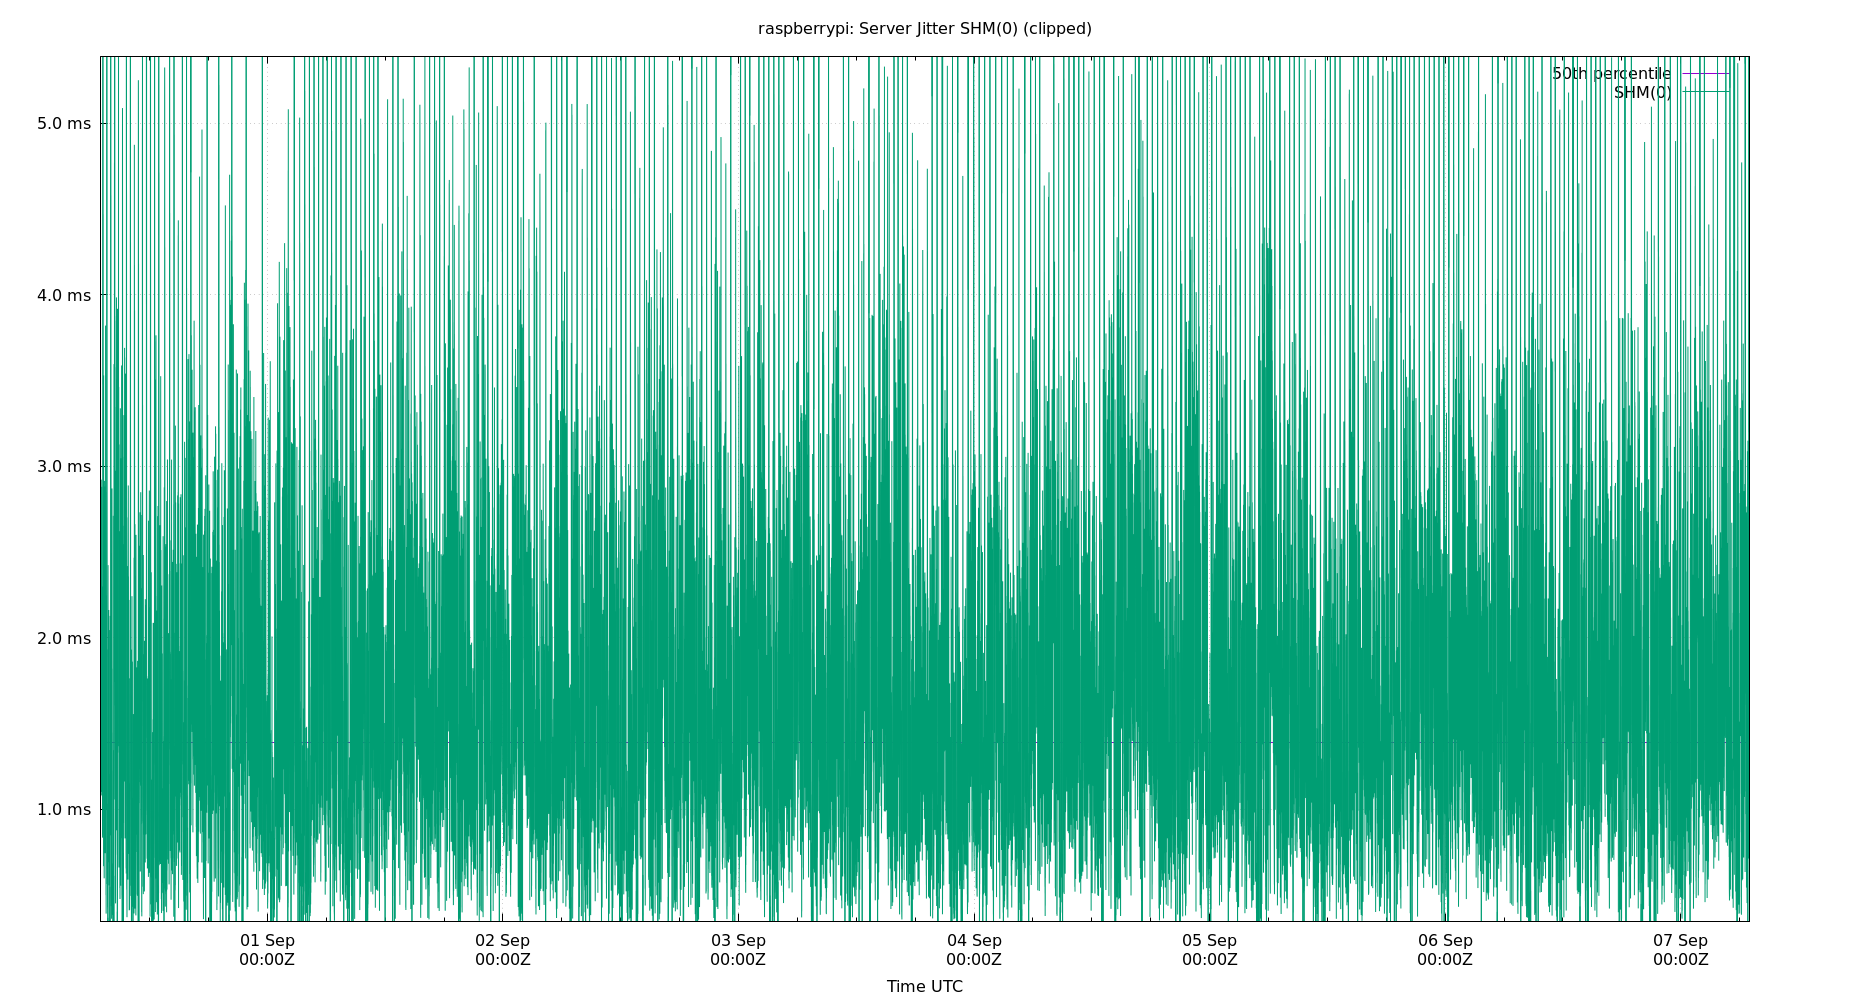 raspberrypi: Server Jitter SHM(0) (clipped)
50th percentile
SHM(0)
5.0 ms
4.0 ms
3.0 ms
2.0 ms
1.0 ms
01 Sep 02 Sep 03 Sep 04 Sep 05 Sep 06 Sep 07 Sep
00:00Z 00:00Z 00:00Z 00:00Z 00:00Z 00:00Z 00:00Z
Time UTC